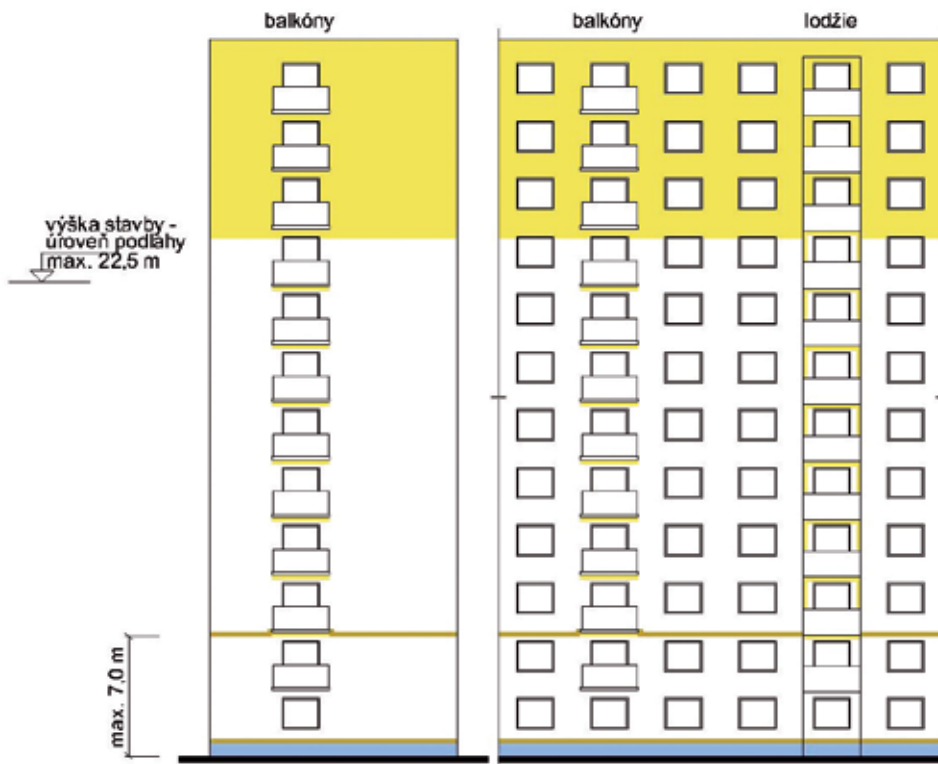 balkóny
balkóny
lodžie
výška stavby -
úroveň podlahy
max. 22,5 m
max. 7,0 m